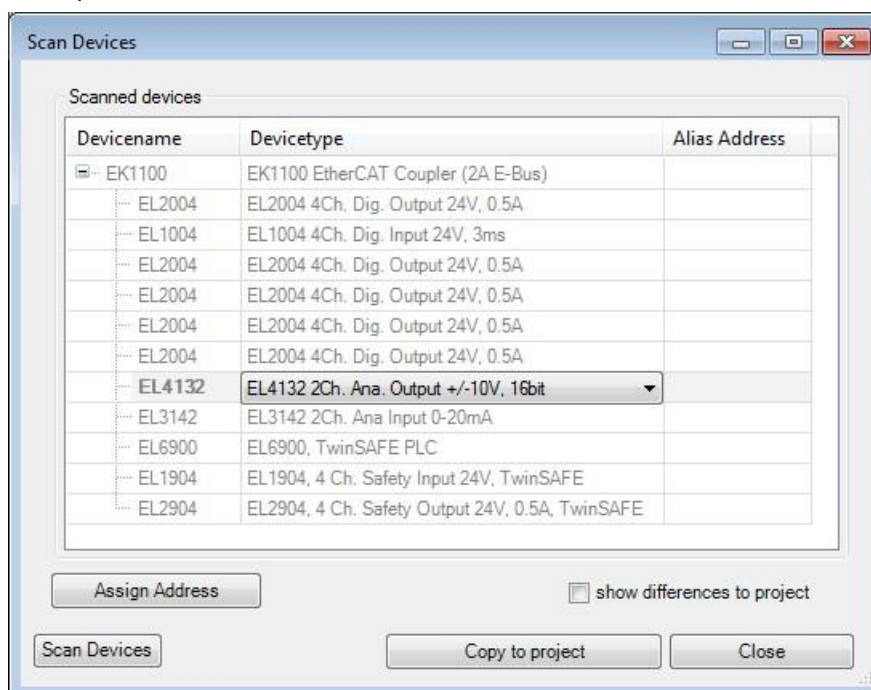 Scan Devices
Scanned devices
Devicename Devicetype Alias Address
EK1100 EK1100 EtherCAT Coupler (2A E-Bus)
EL2004 EL2004 4Ch. Dig. Output 24V, 0.5A
EL1004 EL1004 4Ch. Dig. Input 24V, 3ms
EL2004 EL2004 4Ch. Dig. Output 24V, 0.5A
EL2004 EL2004 4Ch. Dig. Output 24V, 0.5A
EL2004 EL2004 4Ch. Dig. Output 24V, 0.5A
EL2004 EL2004 4Ch. Dig. Output 24V, 0.5A
EL4132 EL4132 2Ch. Ana. Output +/-10V, 16bit
EL3142 EL3142 2Ch. Ana Input 0-20mA
EL6900 EL6900, TwinSAFE PLC
EL1904 EL1904, 4 Ch. Safety Input 24V, TwinSAFE
EL2904 EL2904, 4 Ch. Safety Output 24V, 0.5A, TwinSAFE
Assign Address show differences to project
Scan Devices Copy to project Close